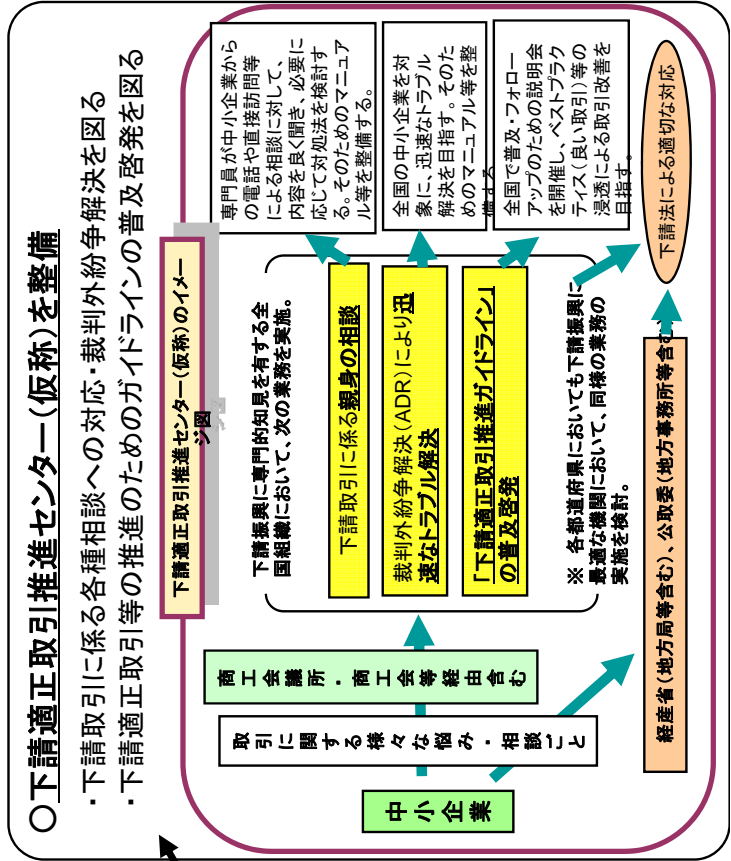 〇下請適正取引推進センター(仮称)を整備
・下請取引に係る各種相談への対応・裁判外紛争解決を図る
・下請適正取引等の推進のためのガイドラインの普及啓発を図る
下請適正取引推進センター(仮称)のイメー
ジ図
中小企業
取引に関する様々な悩み・相談ごと
商工会議所・商工会等経由含む
下請振興に専門的知見を有する全
国組織において、次の業務を実施。
下請取引に係る親身の相談
裁判外紛争解決(ADR)により迅
速なトラブル解決
「下請適正取引推進ガイドライン」
の普及啓発
※ 各都道府県においても下請振興に
最適な機関において、同様の業務の
実施を検討。
専門員が中小企業から
の電話や直接訪問等
による相談に対して、
内容を良く聞き、必要に
応じて対処法を検討す
る。そのためのマニュア
ル等を整備する。
全国の中小企業を対
象に、迅速なトラブル
解決を目指す。そのた
めのマニュアル等を整
備する
全国で普及・フォロー
アップのための説明会
を開催し、ベストプラク
ティス(良い取引)等の
浸透による取引改善を
目指す。
経産省(地方局等含む)、公取委(地方事務所等含む)
下請法による適切な対応